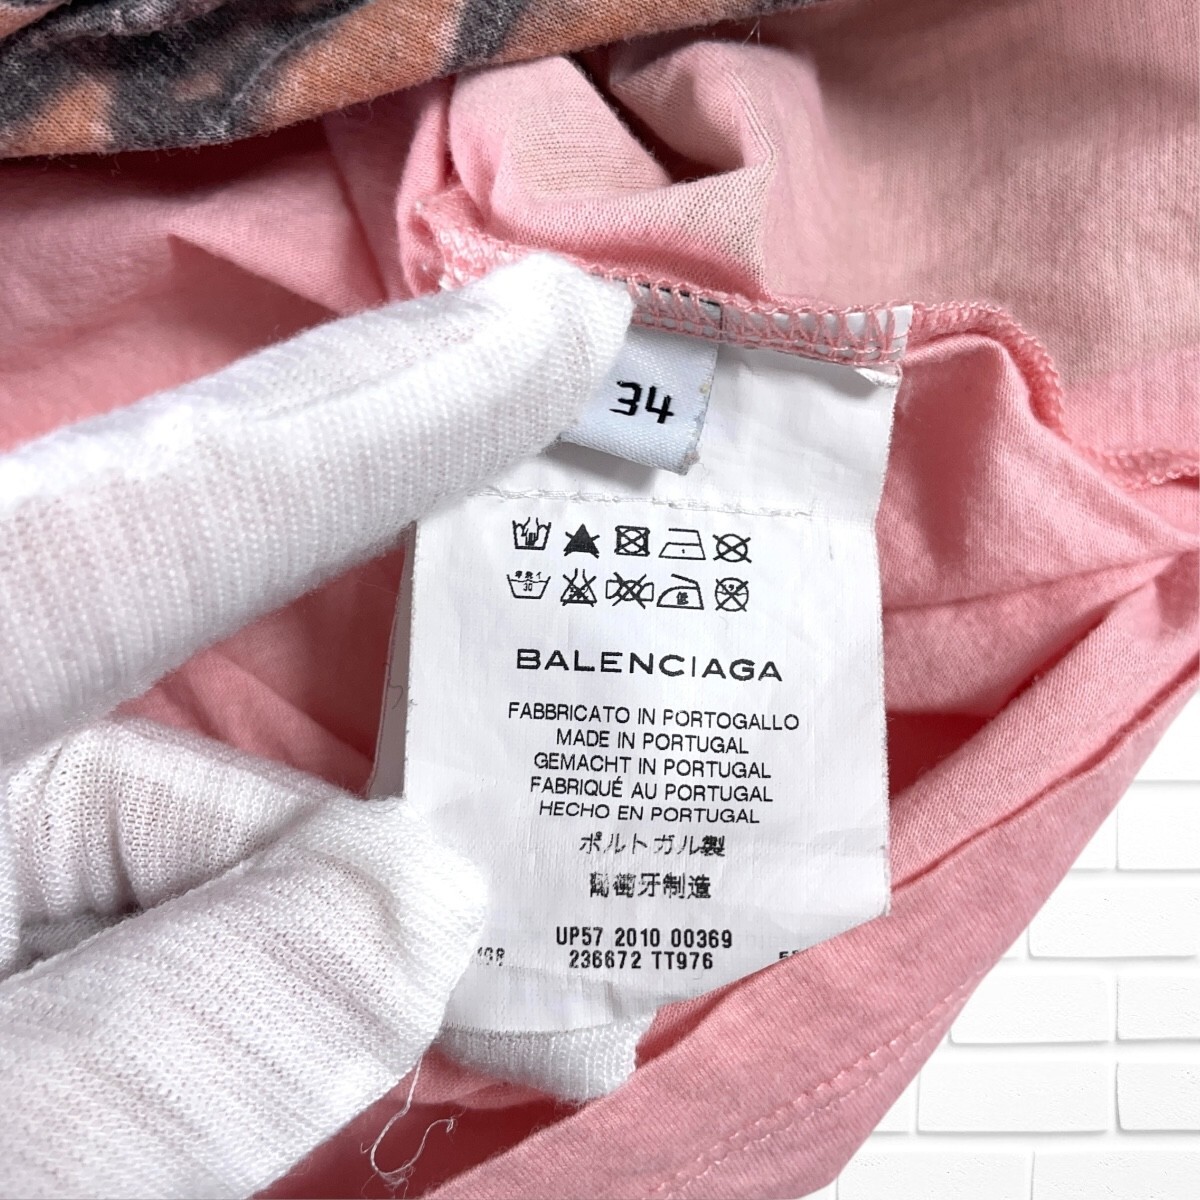 34
BALENCIAGA
FABBRICATO IN PORTOGALLO
MADE IN PORTUGAL
GEMACHT IN PORTUGAL
FABRIQUÉ AU PORTUGAL
HECHO EN PORTUGAL
ポルトガル製
葡萄牙制造
UP57 2010 00369
236672 TT976